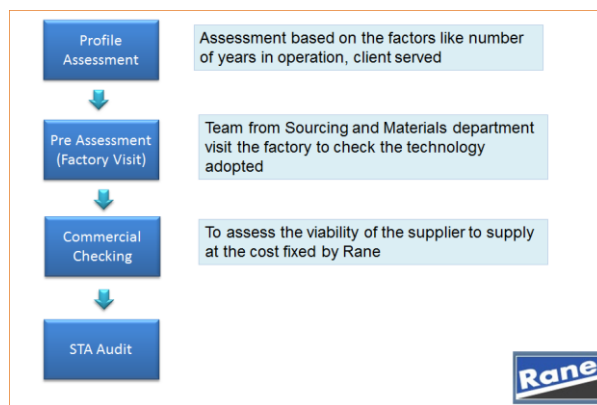 Profile
Assessment
Assessment based on the factors like number
of years in operation, client served
Pre Assessment
(Factory Visit)
Team from Sourcing and Materials department
visit the factory to check the technology
adopted
Commercial
Checking
To assess the viability of the supplier to supply
at the cost fixed by Rane
STA Audit
Rane